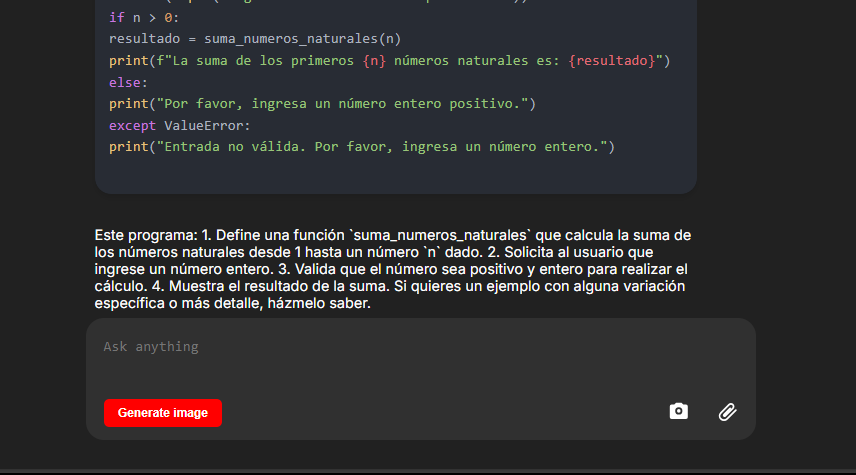 if n > 0:
resultado = suma_numeros_naturales(n)
print(f"La suma de los primeros {n} números naturales es: {resultado}")
else:
print("Por favor, ingresa un número entero positivo.")
except ValueError:
print("Entrada no válida. Por favor, ingresa un número entero.")
Este programa: 1. Define una función `suma_numeros_naturales` que calcula la suma de
los números naturales desde 1 hasta un número `n` dado. 2. Solicita al usuario que
ingrese un número entero. 3. Valida que el número sea positivo y entero para realizar el
cálculo. 4. Muestra el resultado de la suma. Si quieres un ejemplo con alguna variación
específica o más detalle, házmelo saber.
Ask anything
Generate image